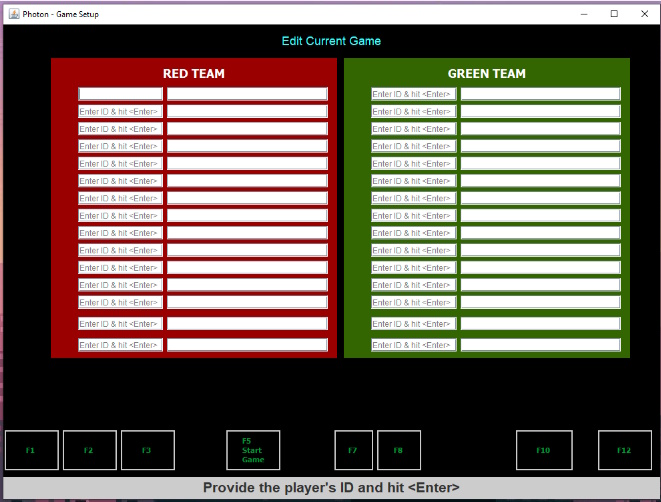 Photon - Game Setup
Edit Current Game
RED TEAM GREEN TEAM
Enter ID & hit <Enter>
Enter ID & hit <Enter> Enter ID & hit <Enter>
Enter ID & hit <Enter> Enter ID & hit <Enter>
Enter ID & hit <Enter> Enter ID & hit <Enter>
Enter ID & hit <Enter> Enter ID & hit <Enter>
Enter ID & hit <Enter> Enter ID & hit <Enter>
Enter ID & hit <Enter> Enter ID & hit <Enter>
Enter ID & hit <Enter> Enter ID & hit <Enter>
Enter ID & hit <Enter> Enter ID & hit <Enter>
Enter ID & hit <Enter> Enter ID & hit <Enter>
Enter ID & hit <Enter> Enter ID & hit <Enter>
Enter ID & hit <Enter> Enter ID & hit <Enter>
Enter ID & hit <Enter> Enter ID & hit <Enter>
Enter ID & hit <Enter> Enter ID & hit <Enter>
Enter ID & hit <Enter> Enter ID & hit <Enter>
F1
F2
F3
F5
Start
Game
F7
F8
F10
F12
Provide the player's ID and hit <Enter>